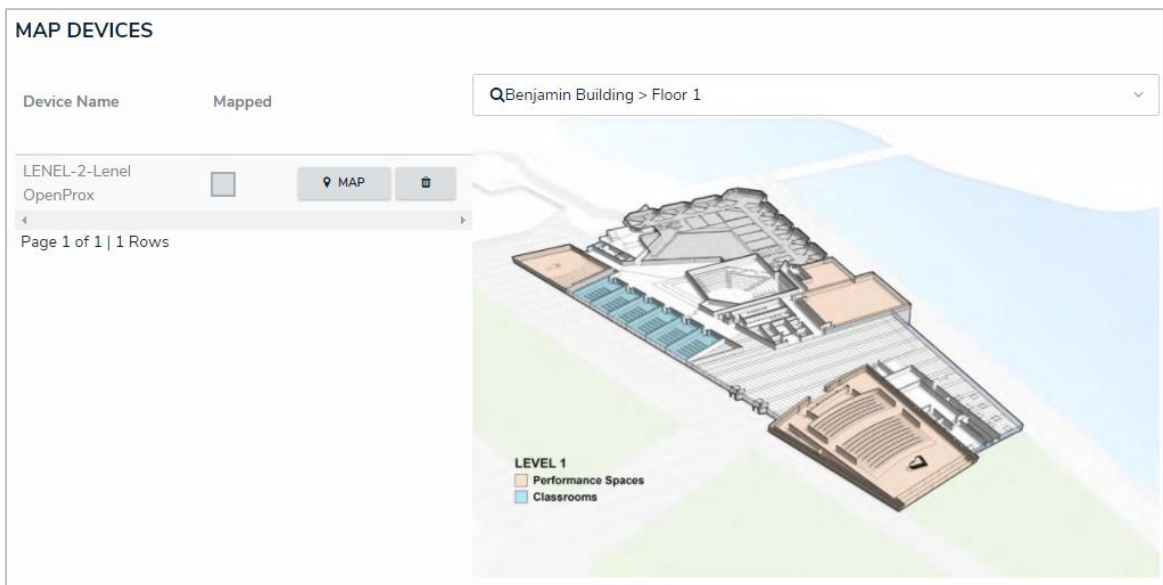 MAP DEVICES
Device Name Mapped
Benjamin Building > Floor 1
LENEL-2-Lenel
OpenProx
MAP
Page 1 of 1 | 1 Rows
LEVEL 1
Performance Spaces
Classrooms